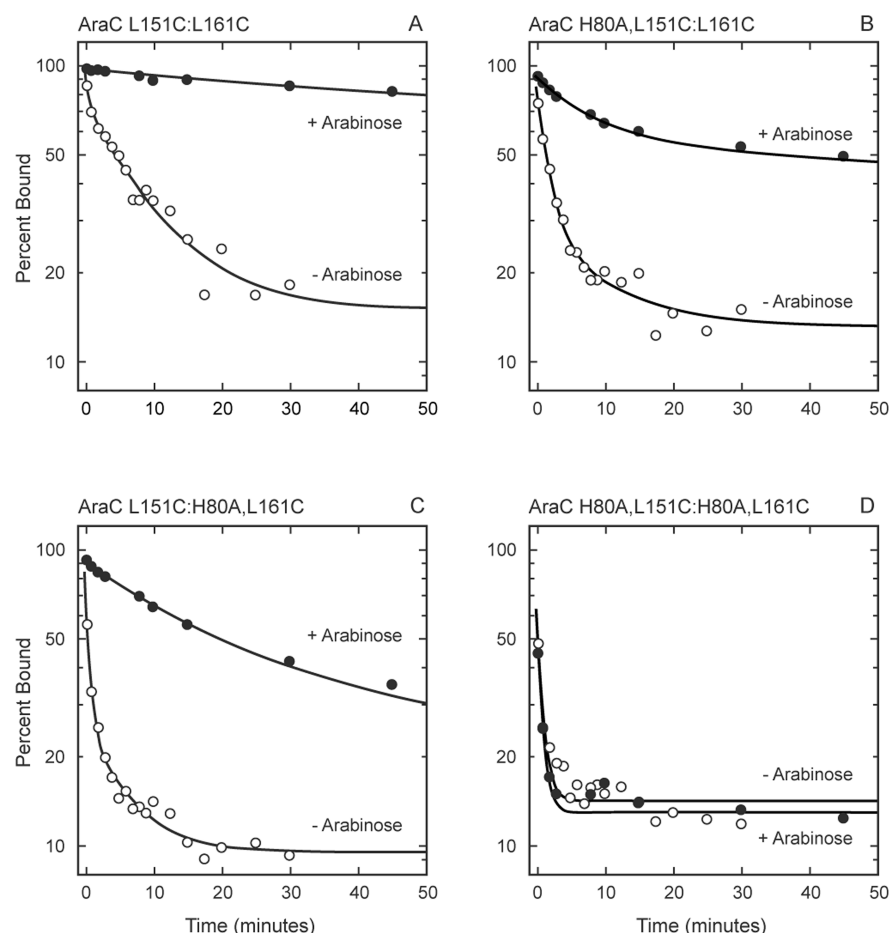 AraC L151C:L161C A
100
50
20
10
Percent Bound
+ Arabinose
- Arabinose
0 10 20 30 40 50
AraC H80A,L151C:L161C B
100
50
20
10
+ Arabinose
- Arabinose
0 10 20 30 40 50
AraC L151C:H80A,L161C C
100
50
20
10
Percent Bound
+ Arabinose
- Arabinose
0 10 20 30 40 50
Time (minutes)
AraC H80A,L151C:H80A,L161C D
100
50
20
10
- Arabinose
+ Arabinose
0 10 20 30 40 50
Time (minutes)